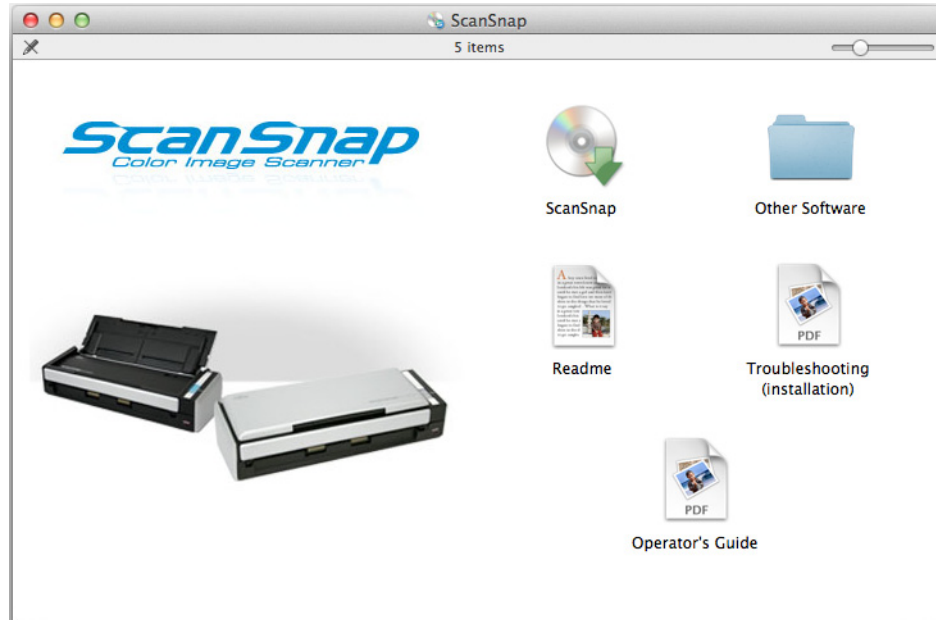 ScanSnap
5 items
ScanSnap
Color Image Scanner
ScanSnap
Other Software
Readme
PDF
Troubleshooting
(installation)
PDF
Operator's Guide